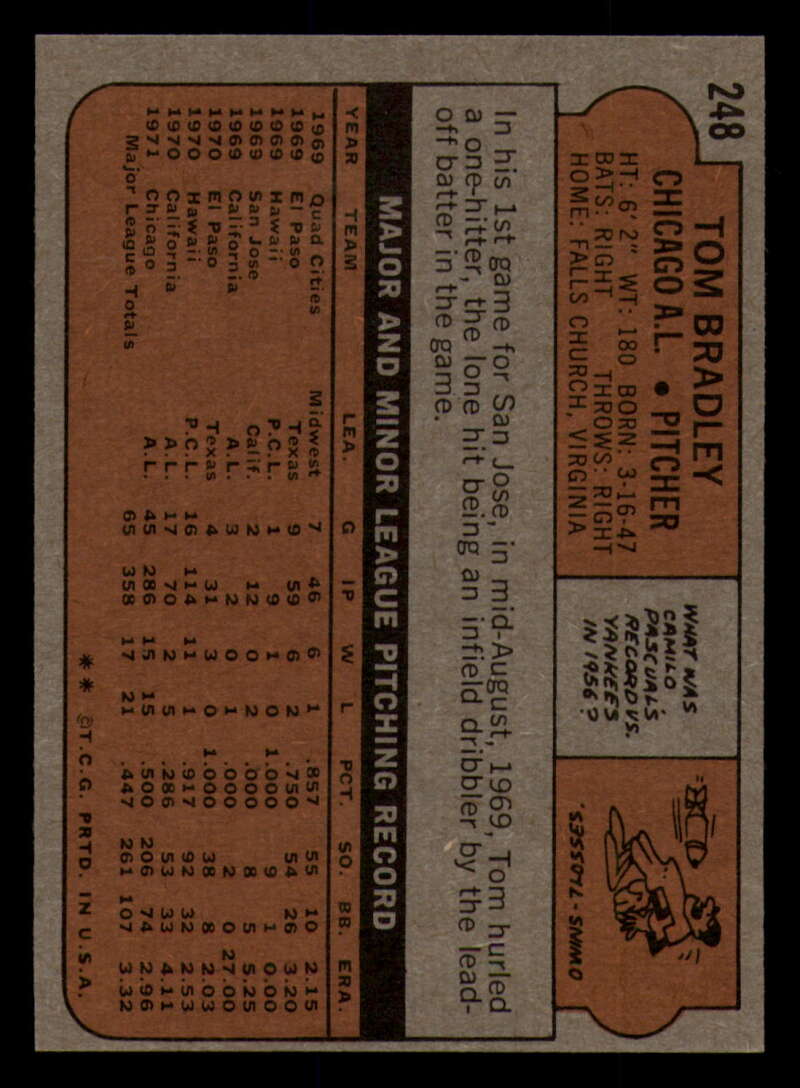 248
TOM BRADLEY
CHICAGO A.L. • PITCHER
HT: 6' 2" WT: 180 BORN: 3-16-47
BATS: RIGHT THROWS: RIGHT
HOME: FALLS CHURCH, VIRGINIA
WHAT WAS
CAMILO
PASCUAL'S
RECORD VS.
YANKEES
IN 1956?
0 WINS - 7 LOSSES.
In his 1st game for San Jose, in mid-August, 1969, Tom hurled
a one-hitter, the lone hit being an infield dribbler by the lead-
off batter in the game.
MAJOR AND MINOR LEAGUE PITCHING RECORD
YEAR TEAM LEA. G IP W L PCT. SO. BB. ERA.
1969 Quad Cities Midwest 7 46 6 1 .857 55 10 2.15
1969 El Paso Texas 9 59 6 2 .750 54 26 3.20
1969 Hawaii P.C.L. 1 9 1 0 1.000 9 1 0.00
1969 San Jose Calif. 2 12 0 2 .000 8 5 5.25
1969 California A.L. 3 2 0 1 .000 2 0 27.00
1970 El Paso Texas 4 31 3 0 1.000 38 8 2.03
1970 Hawaii P.C.L. 16 114 11 1 .917 92 32 2.53
1970 California A.L. 17 70 2 5 .286 53 33 4.11
1971 Chicago A.L. 45 286 15 15 .500 206 74 2.96
Major League Totals 65 358 17 21 .447 261 107 3.32
** © T.C.G. PRTD. IN U.S.A.